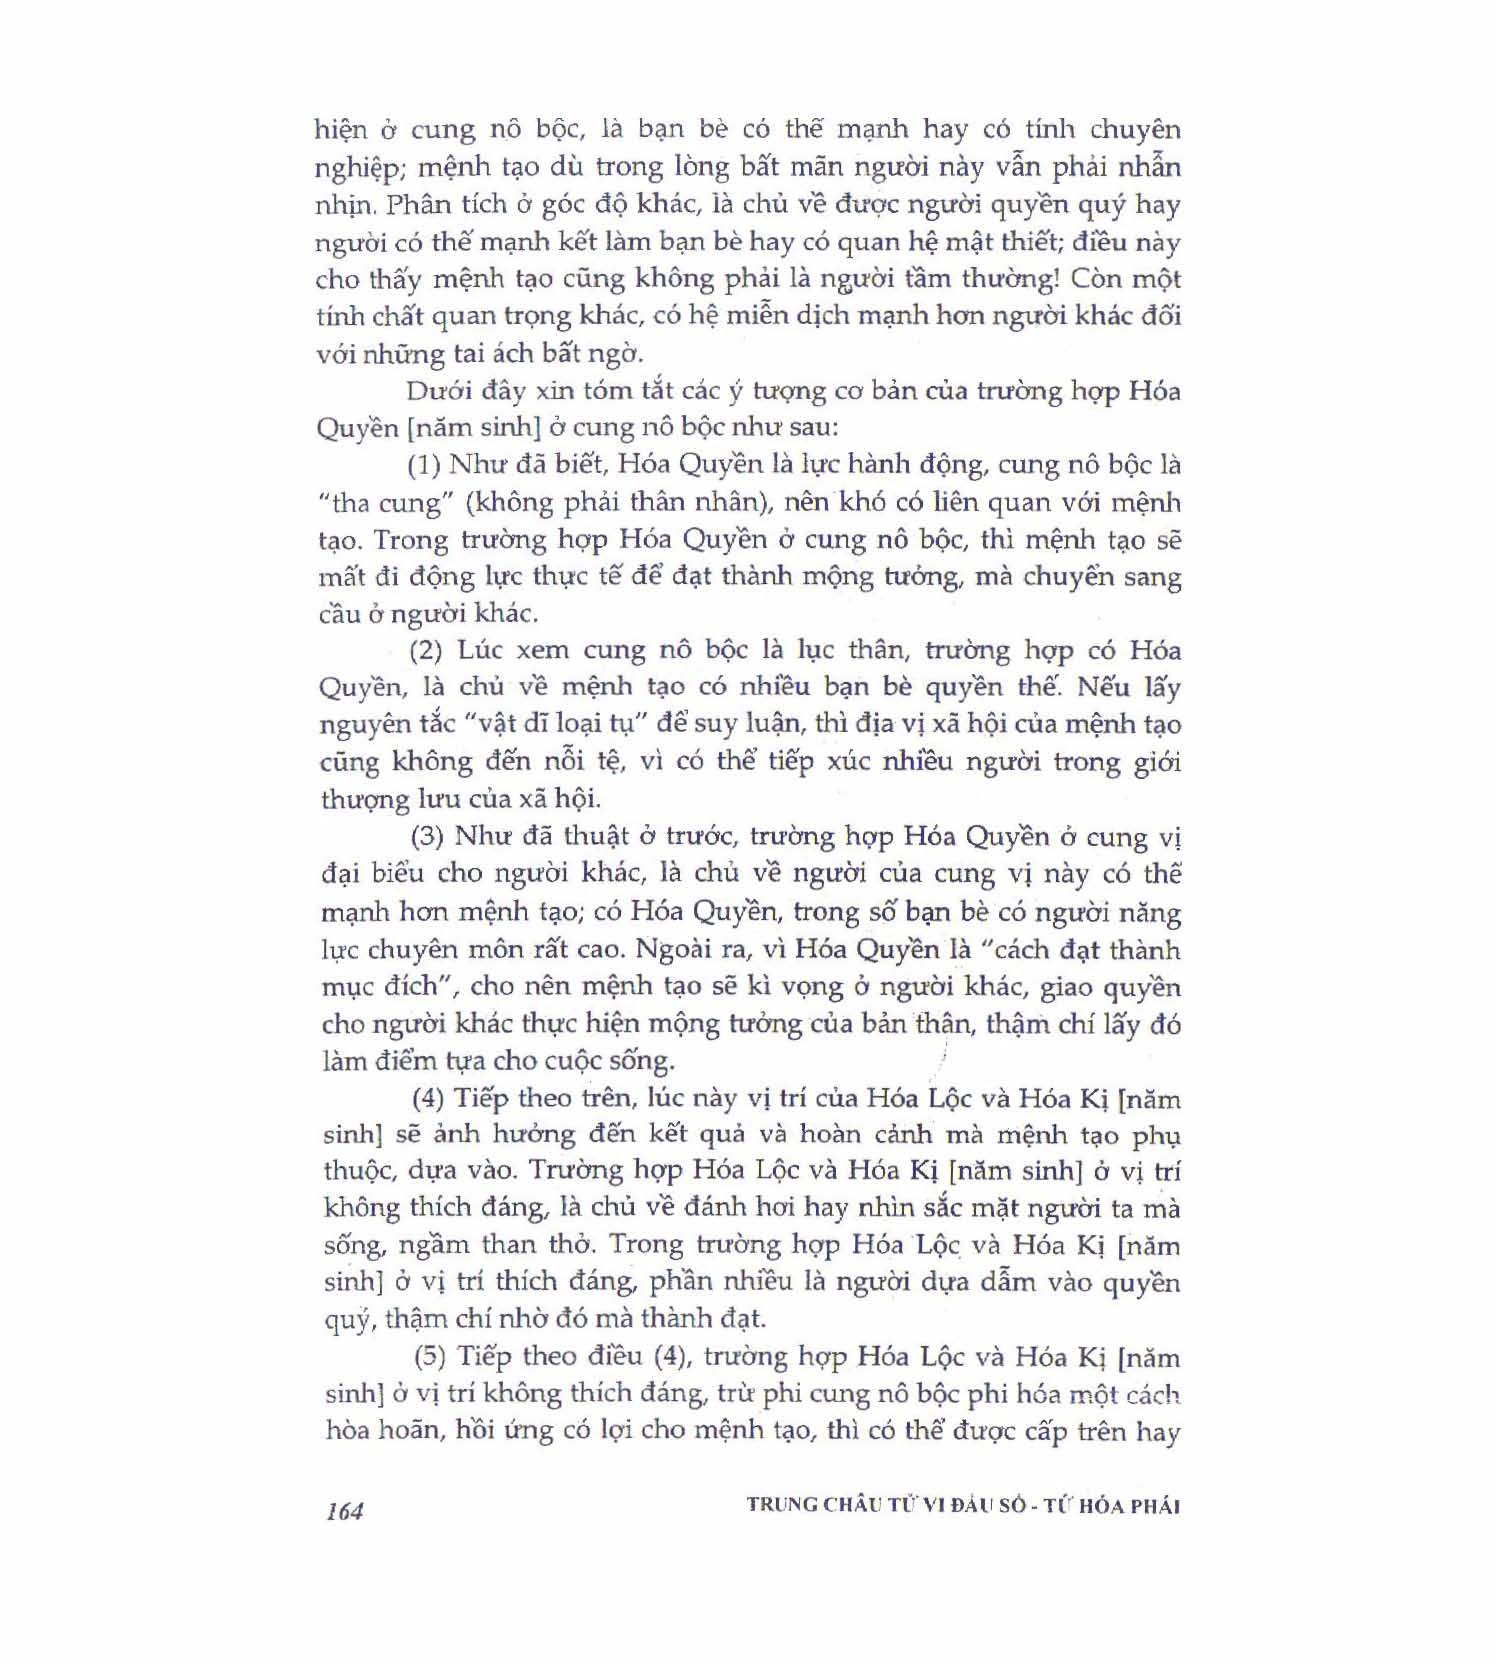 hiện ở cung nô bộc, là bạn bè có thế mạnh hay có tính chuyên
nghiệp; mệnh tạo dù trong lòng bất mãn người này vẫn phải nhẫn
nhịn. Phân tích ở góc độ khác, là chủ về được người quyền quý hay
người có thế mạnh kết làm bạn bè hay có quan hệ mật thiết; điều này
cho thấy mệnh tạo cũng không phải là người tầm thường! Còn một
tính chất quan trọng khác, có hệ miễn dịch mạnh hơn người khác đối
với những tai ách bất ngờ.
Dưới đây xin tóm tắt các ý tượng cơ bản của trường hợp Hóa
Quyền [năm sinh] ở cung nô bộc như sau:
(1) Như đã biết, Hóa Quyền là lực hành động, cung nô bộc là
"tha cung" (không phải thân nhân), nên khó có liên quan với mệnh
tạo. Trong trường hợp Hóa Quyền ở cung nô bộc, thì mệnh tạo sẽ
mất đi động lực thực tế để đạt thành mộng tưởng, mà chuyển sang
cầu ở người khác.
(2) Lúc xem cung nô bộc là lục thân, trường hợp có Hóa
Quyền, là chủ về mệnh tạo có nhiều bạn bè quyền thế. Nếu lấy
nguyên tắc "vật dĩ loại tụ" để suy luận, thì địa vị xã hội của mệnh tạo
cũng không đến nỗi tệ, vì có thể tiếp xúc nhiều người trong giới
thượng lưu của xã hội.
(3) Như đã thuật ở trước, trường hợp Hóa Quyền ở cung vị
đại biểu cho người khác, là chủ về người của cung vị này có thế
mạnh hơn mệnh tạo; có Hóa Quyền, trong số bạn bè có người năng
lực chuyên môn rất cao. Ngoài ra, vì Hóa Quyền là "cách đạt thành
mục đích", cho nên mệnh tạo sẽ kì vọng ở người khác, giao quyền
cho người khác thực hiện mộng tưởng của bản thân, thậm chí lấy đó
làm điểm tựa cho cuộc sống.
(4) Tiếp theo trên, lúc này vị trí của Hóa Lộc và Hóa Kị [năm
sinh] sẽ ảnh hưởng đến kết quả và hoàn cảnh mà mệnh tạo phụ
thuộc, dựa vào. Trường hợp Hóa Lộc và Hóa Kị [năm sinh] ở vị trí
không thích đáng, là chủ về đánh hơi hay nhìn sắc mặt người ta mà
sống, ngầm than thở. Trong trường hợp Hóa Lộc và Hóa Kị [năm
sinh] ở vị trí thích đáng, phần nhiều là người dựa dẫm vào quyền
quý, thậm chí nhờ đó mà thành đạt.
(5) Tiếp theo điều (4), trường hợp Hóa Lộc và Hóa Kị [năm
sinh] ở vị trí không thích đáng, trừ phi cung nô bộc phi hóa một cách
hòa hoãn, hồi ứng có lợi cho mệnh tạo, thì có thể được cấp trên hay
164
TRUNG CHÂU TỬ VI ĐẨU SỐ - TỨ HÓA PHÁI